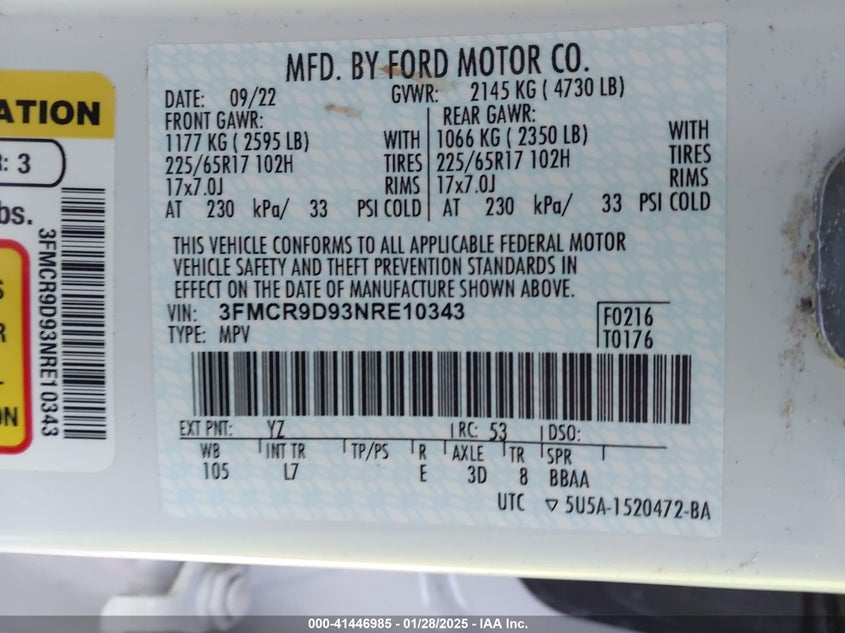 ATION
: 3
bs.
3FMCR9D93NRE10343
S
R
ON
MFD. BY FORD MOTOR CO.
DATE: 09/22 GVWR: 2145 KG ( 4730 LB)
FRONT GAWR: REAR GAWR:
1177 KG ( 2595 LB) WITH 1066 KG ( 2350 LB) WITH
225/65R17 102H TIRES 225/65R17 102H TIRES
17x7.0J RIMS 17x7.0J RIMS
AT 230 kPa/ 33 PSI COLD AT 230 kPa/ 33 PSI COLD
THIS VEHICLE CONFORMS TO ALL APPLICABLE FEDERAL MOTOR
VEHICLE SAFETY AND THEFT PREVENTION STANDARDS IN
EFFECT ON THE DATE OF MANUFACTURE SHOWN ABOVE.
VIN: 3FMCR9D93NRE10343 F0216
TYPE: MPV T0176
EXT PNT: YZ RC: 53 DSO:
WB INT TR TP/PS R AXLE TR SPR
105 L7 E 3D 8 BBAA
UTC ▽ 5U5A-1520472-BA
000-41446985 - 01/28/2025 - IAA Inc.